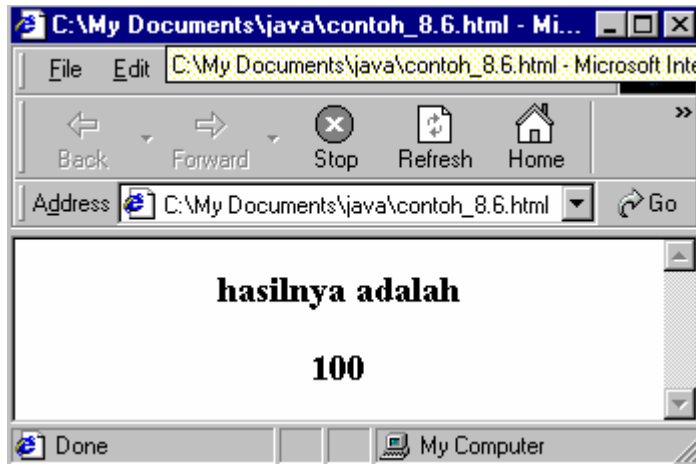 C:\My Documents\java\contoh_8.6.html - Mi...
File Edit C:\My Documents\java\contoh_8.6.html - Microsoft Inte
Back Forward Stop Refresh Home »
Address C:\My Documents\java\contoh_8.6.html Go
hasilnya adalah
100
Done My Computer